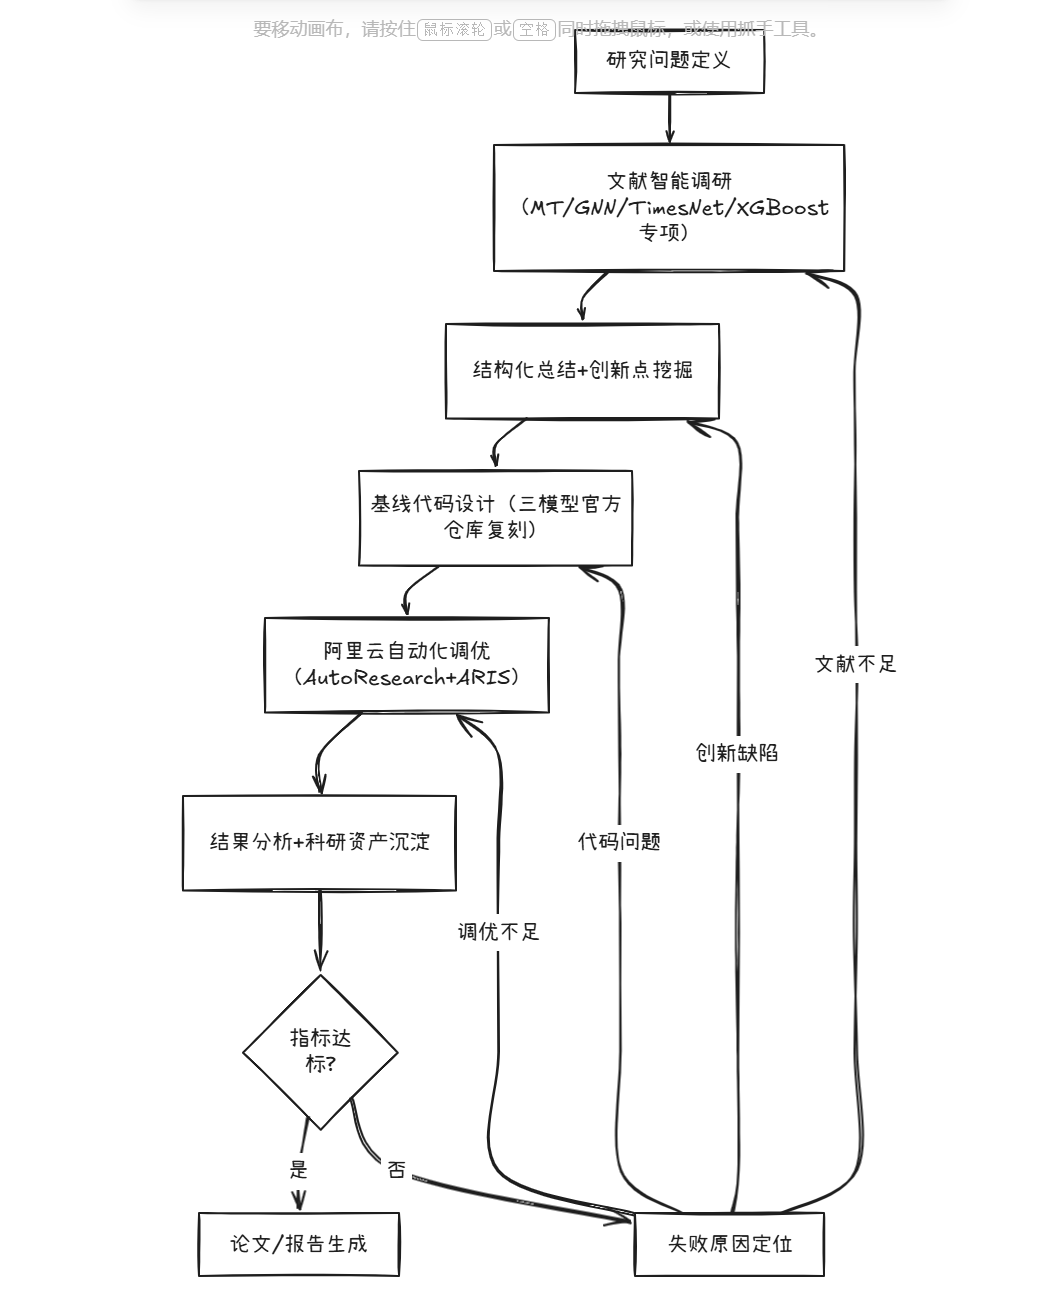 要移动画布，请按住鼠标滚轮或空格同时拖拽鼠标，或使用抓手工具。
研究问题定义
文献智能调研
（MT/GNN/TimesNet/XGBoost
专项）
结构化总结+创新点挖掘
基线代码设计（三模型官方
仓库复刻）
阿里云自动化调优
（AutoResearch+ARIS）
文献不足
创新缺陷
结果分析+科研资产沉淀
代码问题
调优不足
指标达
标?
是
否
论文/报告生成
失败原因定位